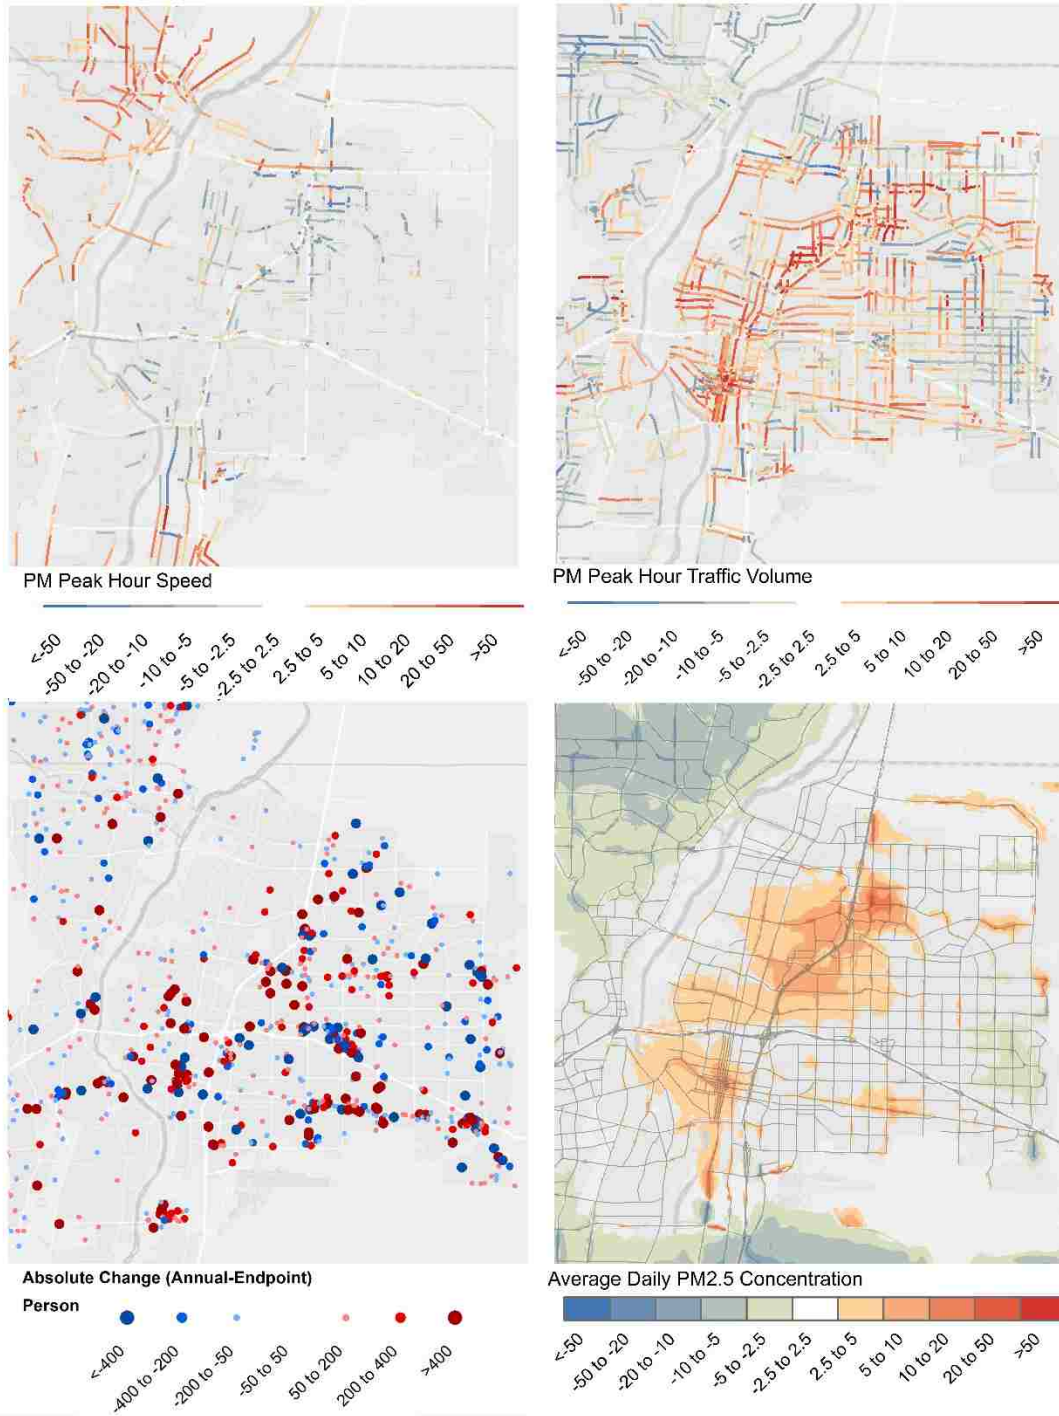 PM Peak Hour Speed
PM Peak Hour Traffic Volume
<-50
-50 to -20
-20 to -10
-10 to -5
-5 to -2.5
-2.5 to 2.5
2.5 to 5
5 to 10
10 to 20
20 to 50
>50
<-50
-50 to -20
-20 to -10
-10 to -5
-5 to -2.5
-2.5 to 2.5
2.5 to 5
5 to 10
10 to 20
20 to 50
>50
Absolute Change (Annual-Endpoint)
Person
<-400
-400 to -200
-200 to -50
-50 to 50
50 to 200
200 to 400
>400
Average Daily PM2.5 Concentration
<-50
-50 to -20
-20 to -10
-10 to -5
-5 to -2.5
-2.5 to 2.5
2.5 to 5
5 to 10
10 to 20
20 to 50
>50